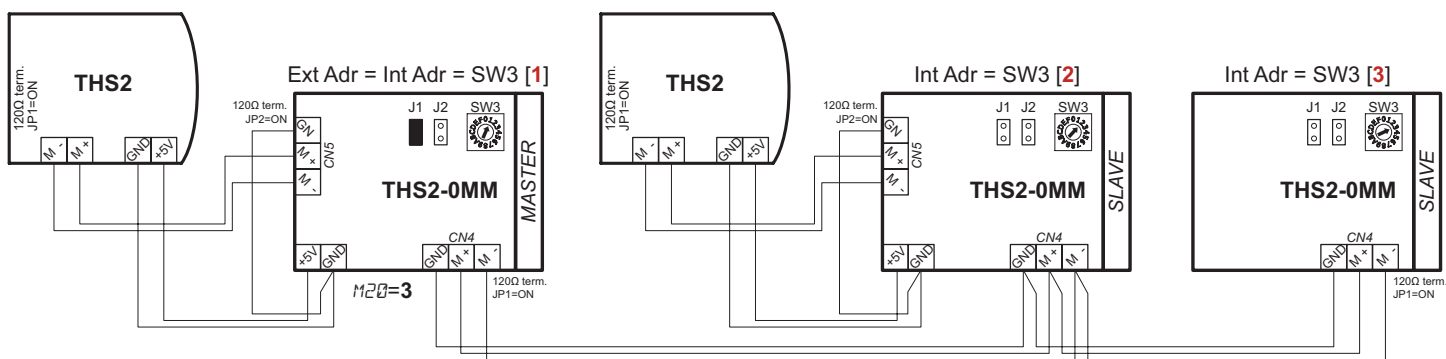 THS2
120Ω term.
JP1=ON
M -
M+
GND
+5V
Ext Adr = Int Adr = SW3 [1]
120Ω term.
JP2=ON
J1 J2 SW3
GN
M+
M -
CN5
THS2-0MM
MASTER
CN4
+5V
GND
GND
M+
M -
120Ω term.
JP1=ON
M20=3
THS2
120Ω term.
JP1=ON
M -
M+
GND
+5V
Int Adr = SW3 [2]
120Ω term.
JP2=ON
J1 J2 SW3
GN
M+
M -
CN5
THS2-0MM
SLAVE
CN4
+5V
GND
GND
M+
M -
Int Adr = SW3 [3]
J1 J2 SW3
THS2-0MM
SLAVE
CN4
GND
M+
M -
120Ω term.
JP1=ON